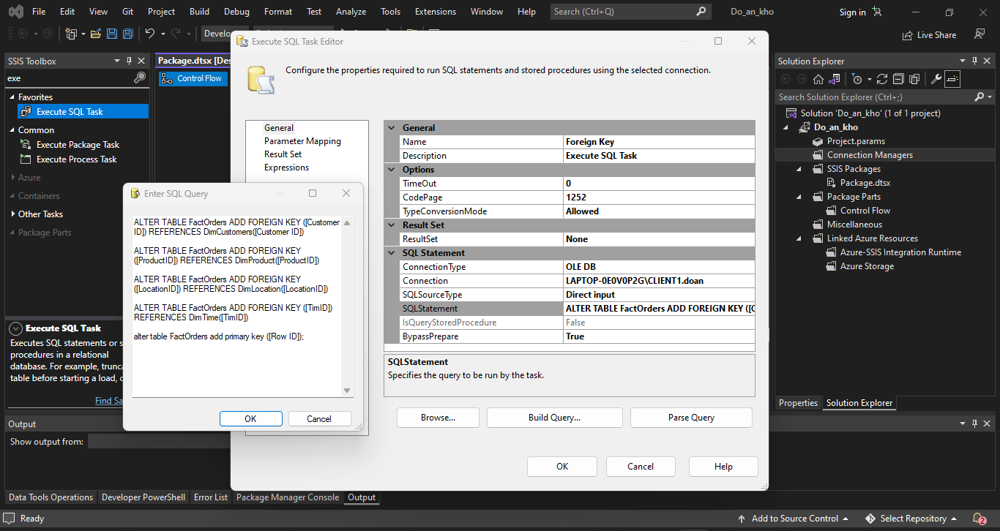 File Edit View Git Project Build Debug Format Test Analyze Tools Extensions Window Help Search (Ctrl+Q) Do_an_kho Sign in
Live Share
SSIS Toolbox
exe
Favorites
Execute SQL Task
Common
Execute Package Task
Execute Process Task
Azure
Containers
Other Tasks
Package Parts
Execute SQL Task
Executes SQL statements or s
procedures in a relational
database. For example, trunca
table before starting a load,
Find Sa
Package.dtsx [Des
Control Flow
Execute SQL Task Editor
Configure the properties required to run SQL statements and stored procedures using the selected connection.
General
Parameter Mapping
Result Set
Expressions
General
Name Foreign Key
Description Execute SQL Task
Options
TimeOut 0
CodePage 1252
TypeConversionMode Allowed
Result Set
ResultSet None
SQL Statement
ConnectionType OLE DB
Connection LAPTOP-0E0V0P2G\CLIENT1.doan
SQLSourceType Direct input
SQLStatement ALTER TABLE FactOrders ADD FOREIGN KEY ([C
IsQueryStoredProcedure False
BypassPrepare True
SQLStatement
Specifies the query to be run by the task.
Browse... Build Query... Parse Query
OK Cancel Help
Enter SQL Query
ALTER TABLE FactOrders ADD FOREIGN KEY ([Customer
ID]) REFERENCES DimCustomers([Customer ID])
ALTER TABLE FactOrders ADD FOREIGN KEY
([ProductID]) REFERENCES DimProduct([ProductID])
ALTER TABLE FactOrders ADD FOREIGN KEY
([LocationID]) REFERENCES DimLocation([LocationID])
ALTER TABLE FactOrders ADD FOREIGN KEY ([TimID])
REFERENCES DimTime([TimID])
alter table FactOrders add primary key ([Row ID]);
OK Cancel
Solution Explorer
Search Solution Explorer (Ctrl+;)
Solution 'Do_an_kho' (1 of 1 project)
Do_an_kho
Project.params
Connection Managers
SSIS Packages
Package.dtsx
Package Parts
Control Flow
Miscellaneous
Linked Azure Resources
Azure-SSIS Integration Runtime
Azure Storage
Properties Solution Explorer
Output
Show output from:
Data Tools Operations Developer PowerShell Error List Package Manager Console Output
Ready Add to Source Control Select Repository 2